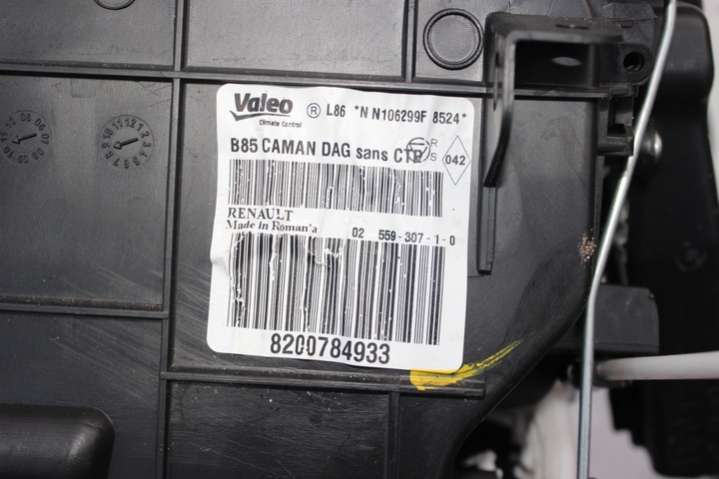 Valeo ® L86 *N N106299F 8524*
Climate Control
B85 CAMAN DAG sans CTP R S 042
RENAULT
Made in Roman'a 02 559-307-1-0
8200784933